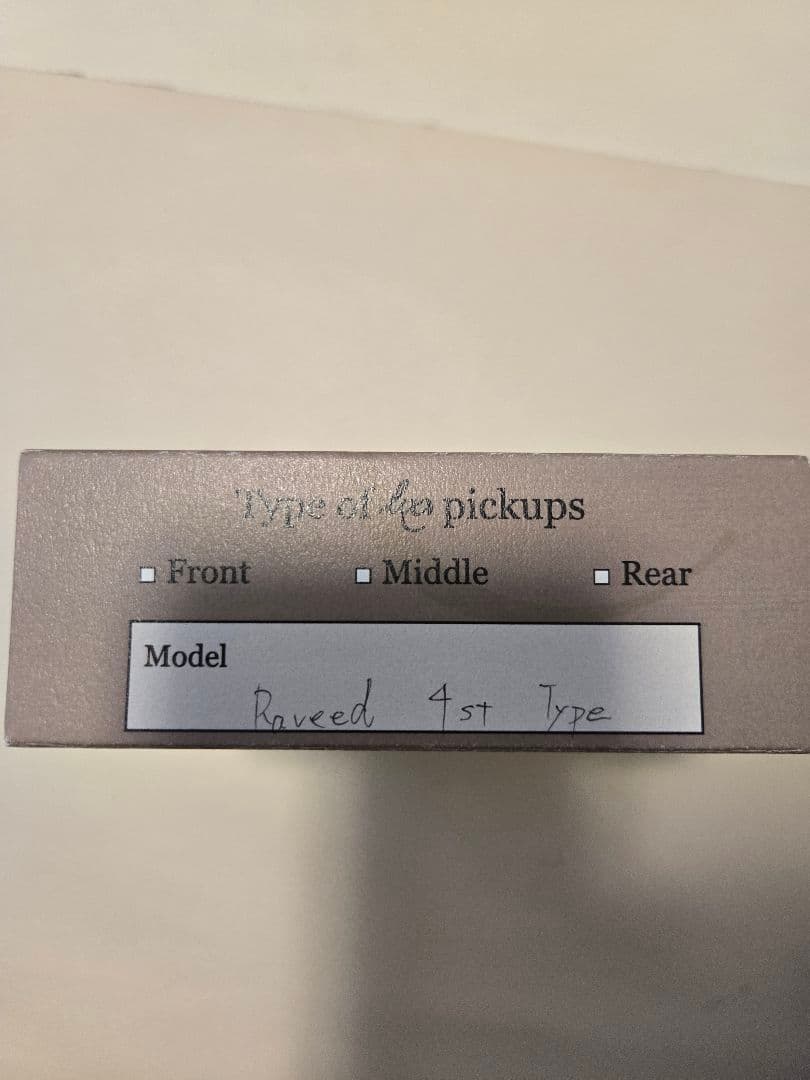 Type of pickups
Front
Middle
Rear
Model
Raveed 4st Type